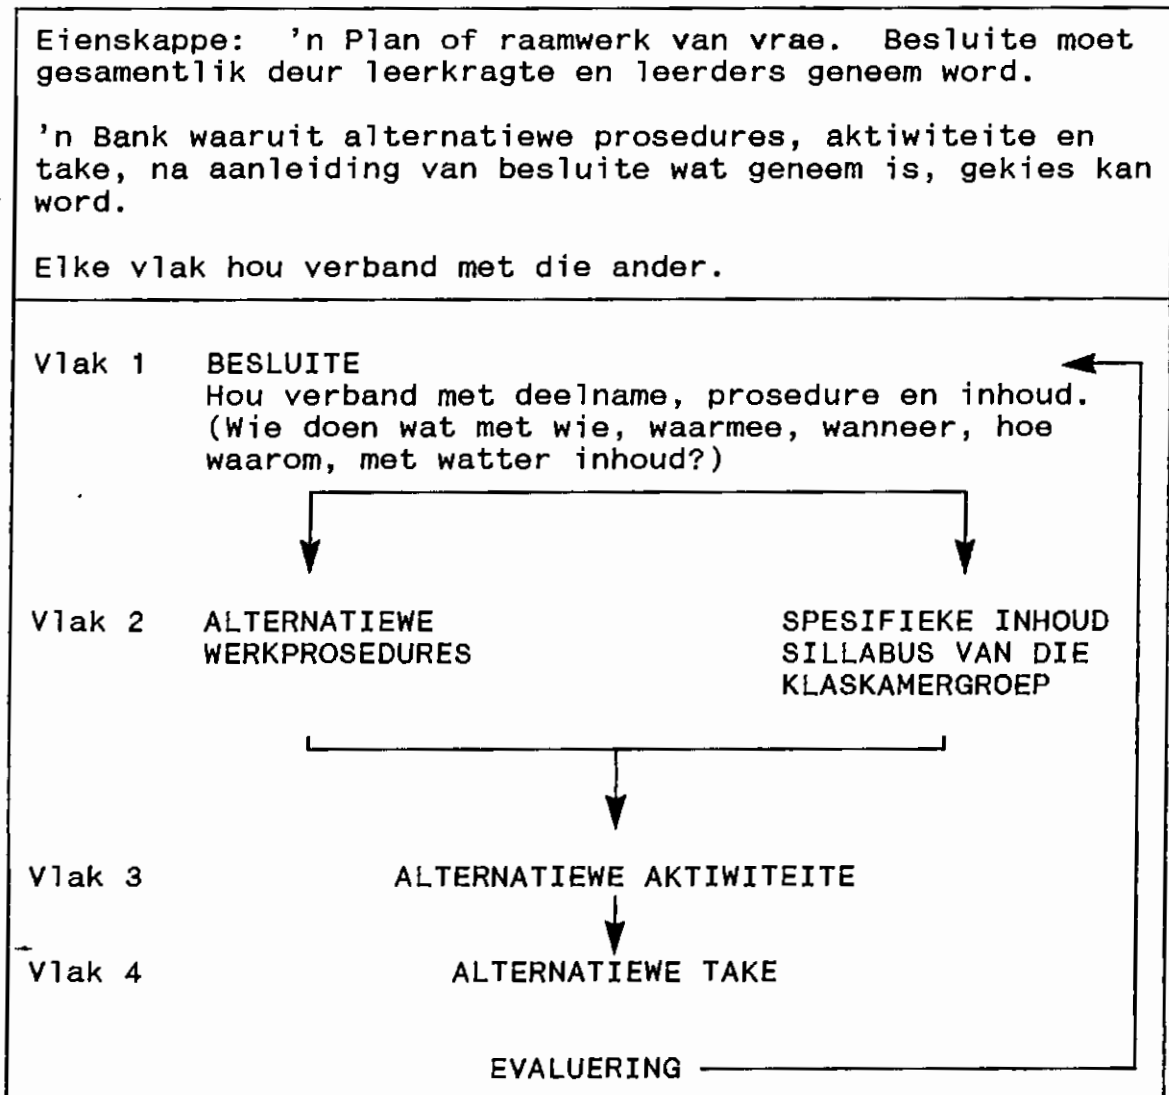 Eienskappe: 'n Plan of raamwerk van vrae. Besluite moet
gesamentlik deur leerkragte en leerders geneem word.
'n Bank waaruit alternatiewe prosedures, aktiwiteite en
take, na aanleiding van besluite wat geneem is, gekies kan
word.
Elke vlak hou verband met die ander.
Vlak 1 BESLUITE
Hou verband met deelname, prosedure en inhoud.
(Wie doen wat met wie, waarmee, wanneer, hoe
waarom, met watter inhoud?)
Vlak 2 ALTERNATIEWE WERKPROSEDURES
SPESIFIEKE INHOUD
SILLABUS VAN DIE
KLASKAMERGROEP
Vlak 3 ALTERNATIEWE AKTIWITEITE
Vlak 4 ALTERNATIEWE TAKE
EVALUERING